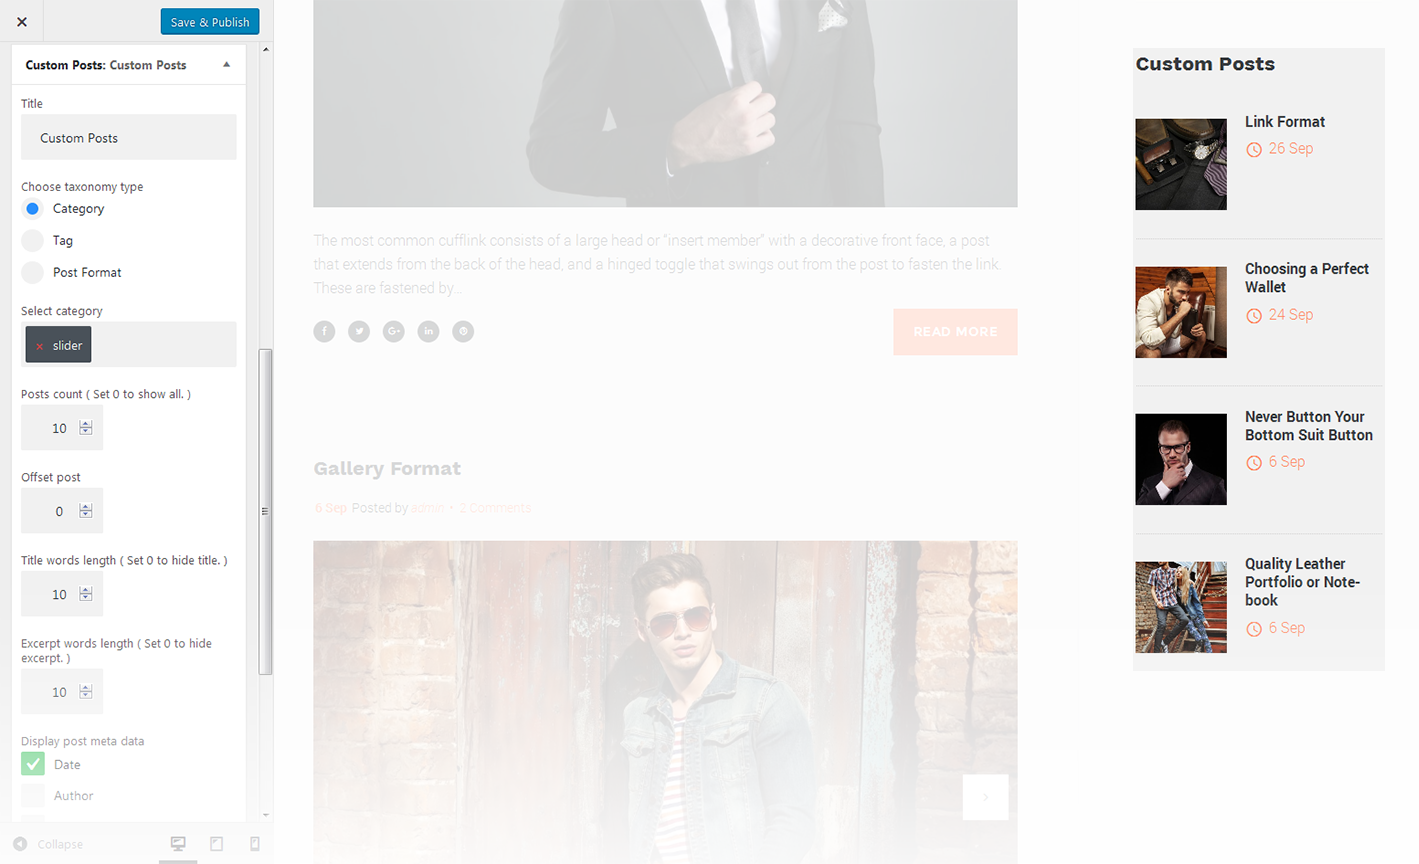 Save & Publish
Custom Posts: Custom Posts
Title
Custom Posts
Choose taxonomy type
Category
Tag
Post Format
Select category
× slider
Posts count ( Set 0 to show all. )
10
Offset post
0
Title words length ( Set 0 to hide title. )
10
Excerpt words length ( Set 0 to hide
excerpt. )
10
Display post meta data
Date
Author
Collapse
The most common cufflink consists of a large head or “insert member” with a decorative front face, a post
that extends from the back of the head, and a hinged toggle that swings out from the post to fasten the link.
These are fastened by…
READ MORE
Gallery Format
6 Sep Posted by admin • 2 Comments
Custom Posts
Link Format
26 Sep
Choosing a Perfect
Wallet
24 Sep
Never Button Your
Bottom Suit Button
6 Sep
Quality Leather
Portfolio or Note-
book
6 Sep